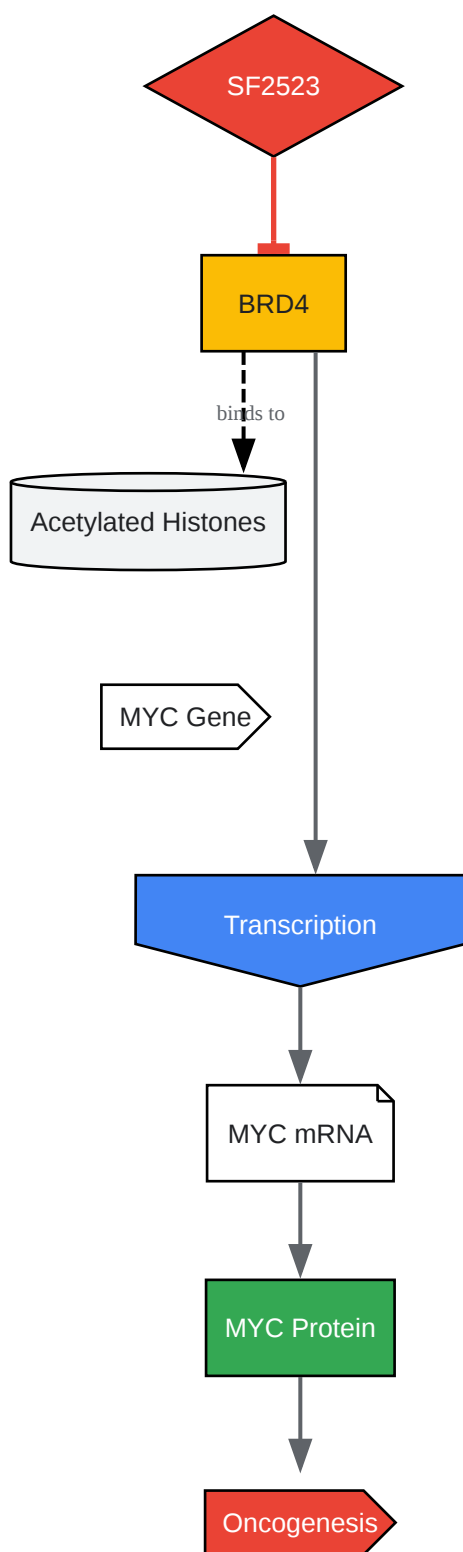 SF2523
BRD4
binds to
Acetylated Histones
MYC Gene
Transcription
MYC mRNA
MYC Protein
Oncogenesis